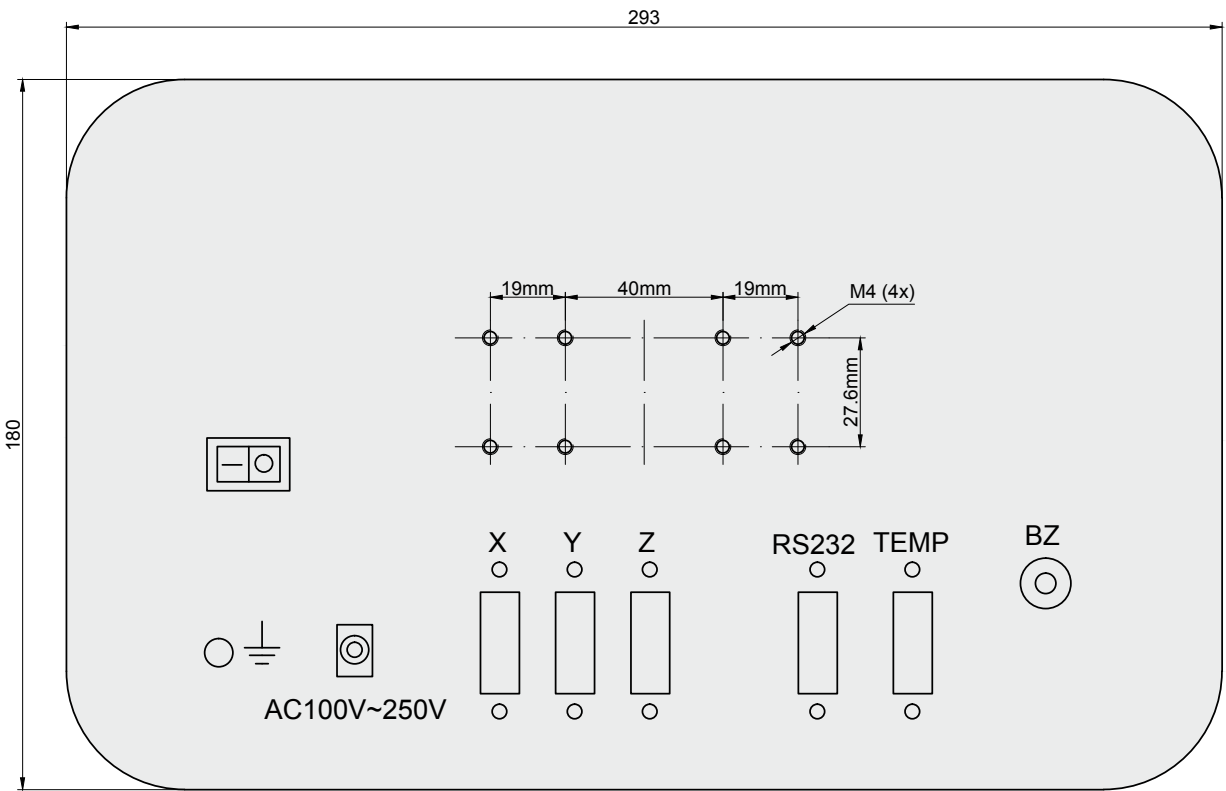 293
19mm 40mm 19mm M4 (4x)
27.6mm
180
X Y Z RS232 TEMP BZ
AC100V~250V